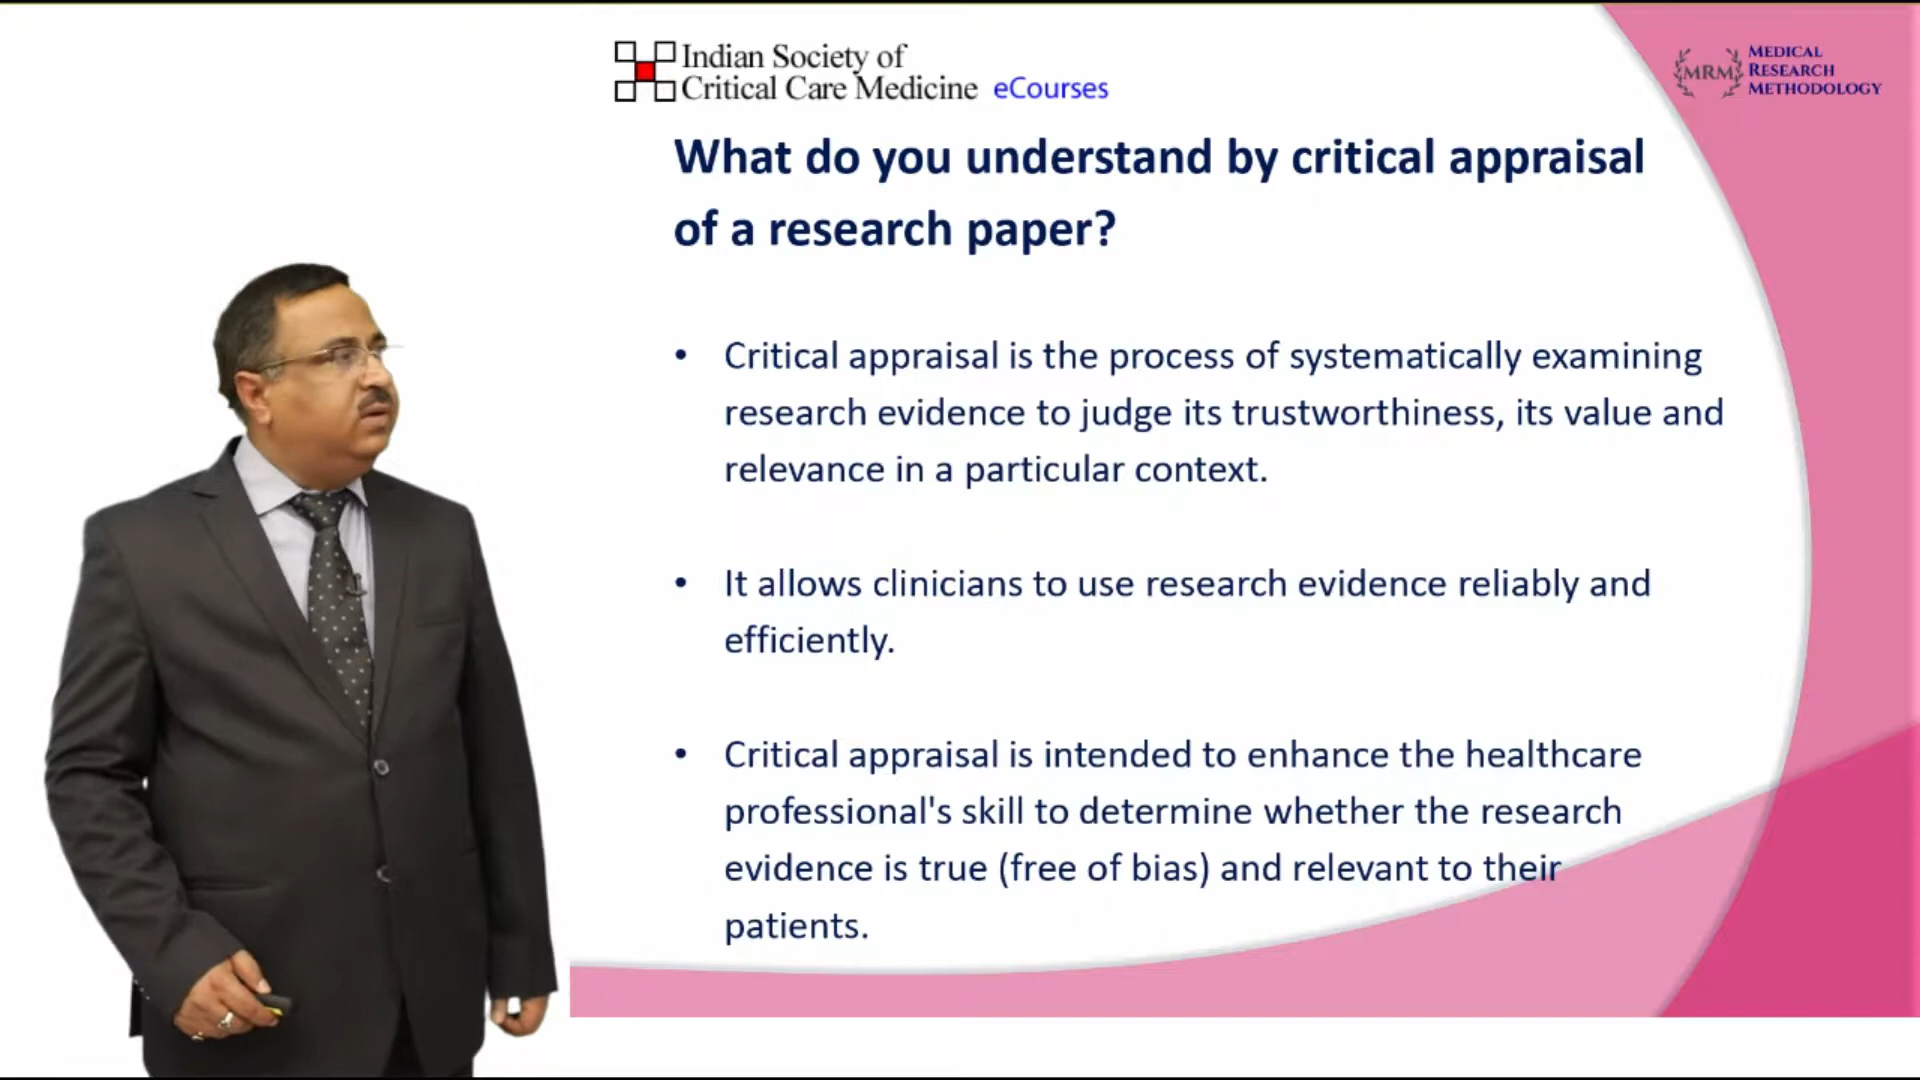 Indian Society of
Critical Care Medicine eCourses
MRM
MEDICAL
RESEARCH
METHODOLOGY
What do you understand by critical appraisal
of a research paper?
• Critical appraisal is the process of systematically examining
research evidence to judge its trustworthiness, its value and
relevance in a particular context.
• It allows clinicians to use research evidence reliably and
efficiently.
• Critical appraisal is intended to enhance the healthcare
professional's skill to determine whether the research
evidence is true (free of bias) and relevant to their
patients.